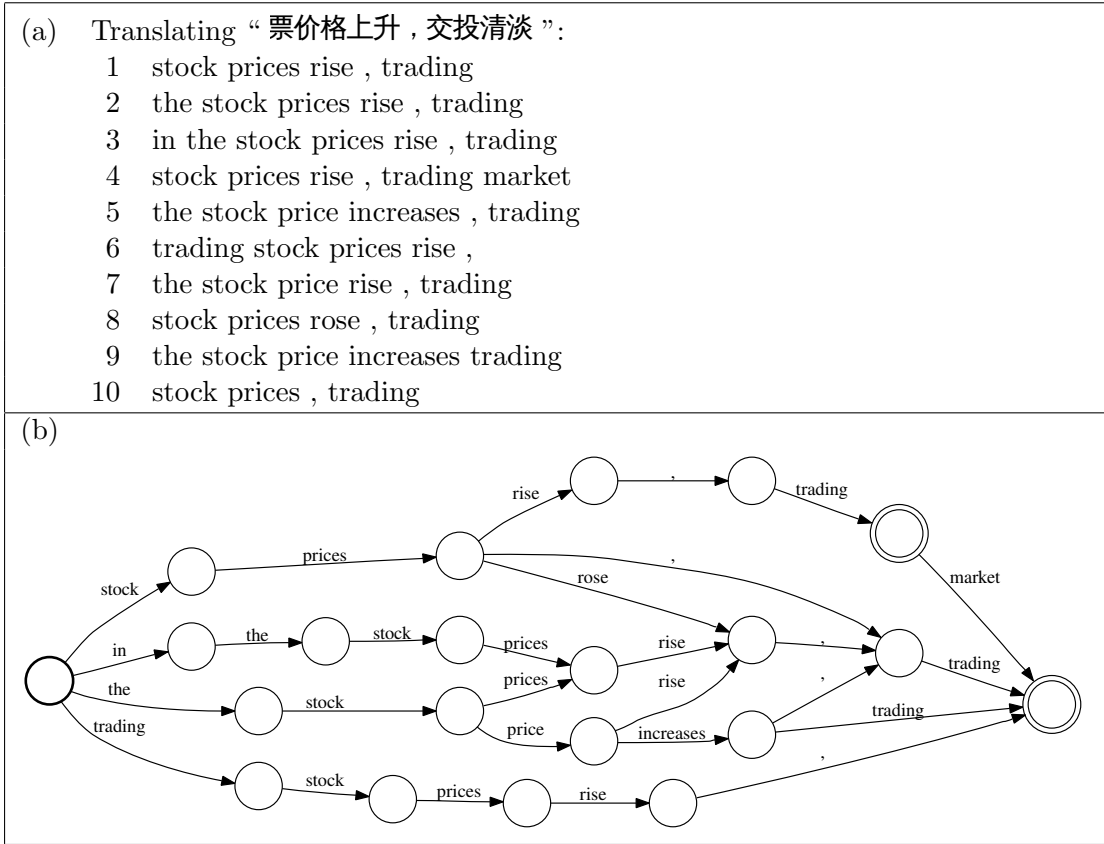 (a) Translating “ 票价格上升，交投清淡 ”:
1 stock prices rise , trading
2 the stock prices rise , trading
3 in the stock prices rise , trading
4 stock prices rise , trading market
5 the stock price increases , trading
6 trading stock prices rise ,
7 the stock price rise , trading
8 stock prices rose , trading
9 the stock price increases trading
10 stock prices , trading
(b)
rise , trading
stock prices , rose market
in the stock prices rise , trading
the stock prices price rise increases , trading
trading stock prices rise ,